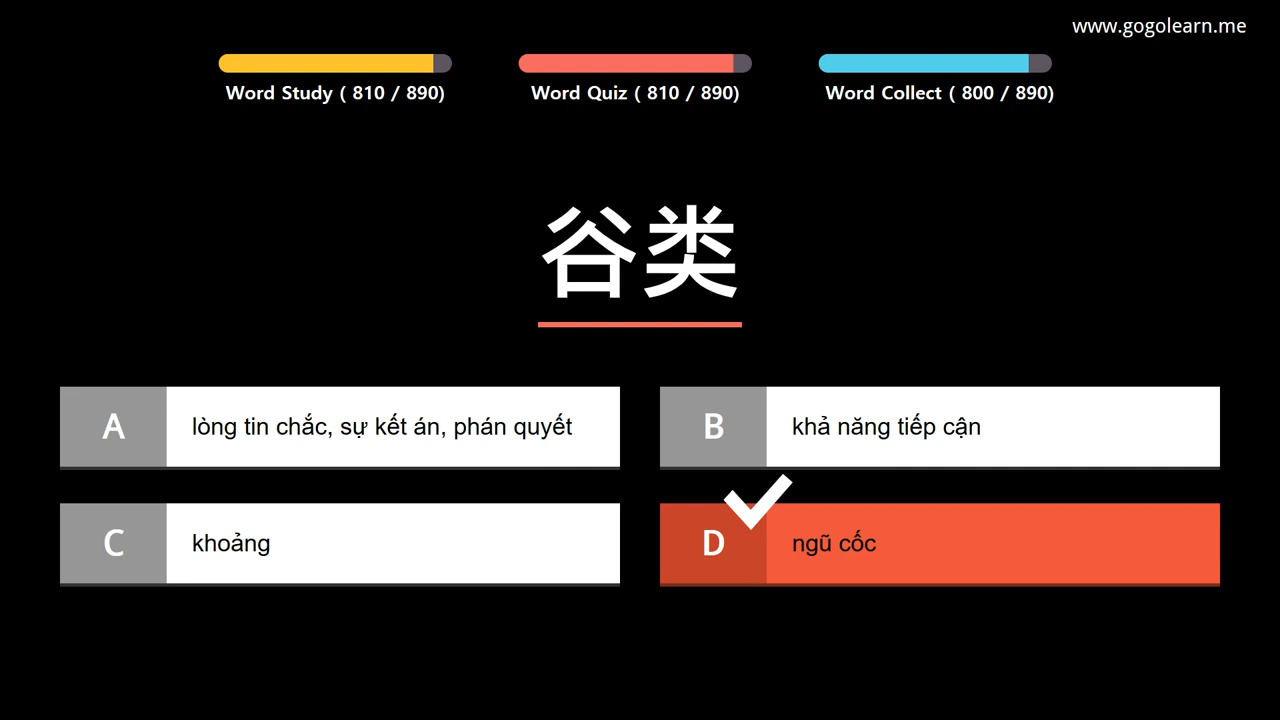 www.gogolearn.me
Word Study ( 810 / 890)
Word Quiz ( 810 / 890)
Word Collect ( 800 / 890)
谷类
A
lòng tin chắc, sự kết án, phán quyết
B
khả năng tiếp cận
C
khoảng
D
ngũ cốc